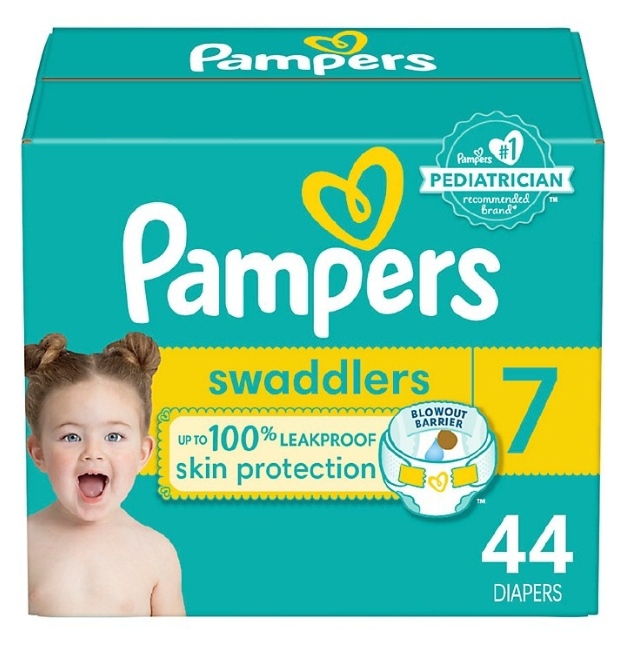 Pampers
Pampers #1
PEDIATRICIAN
recommended
brand*
™
Pampers
swaddlers
7
BLOWOUT
BARRIER
UP TO 100% LEAKPROOF
skin protection
™
44
DIAPERS